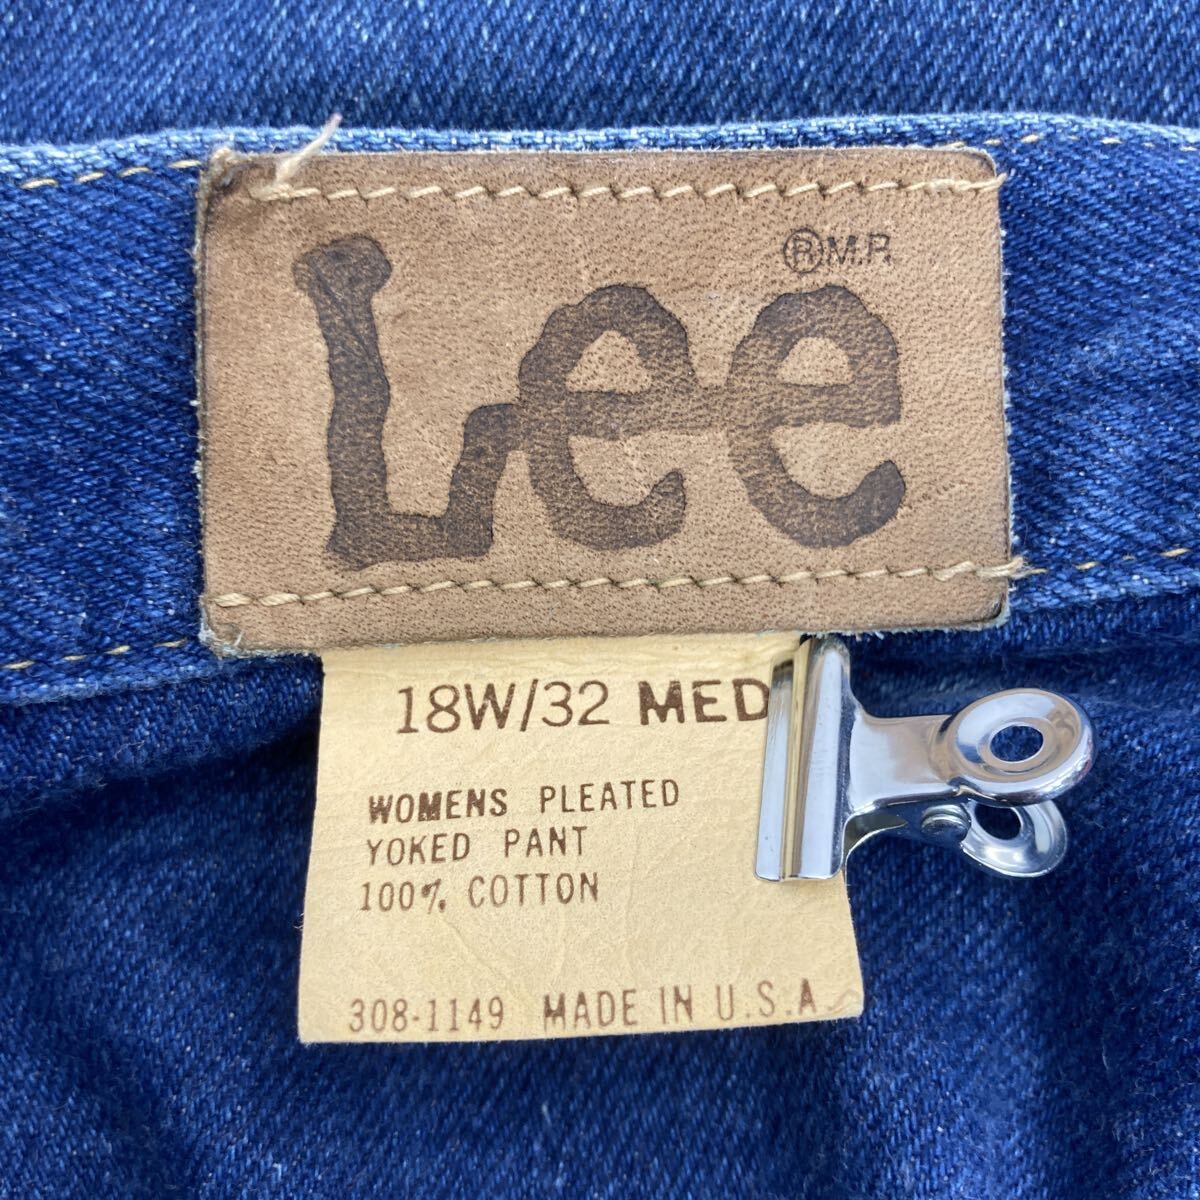 ®M.R.
Lee
18W/32 MED
WOMENS PLEATED
YOKED PANT
100% COTTON
308-1149 MADE IN U.S.A